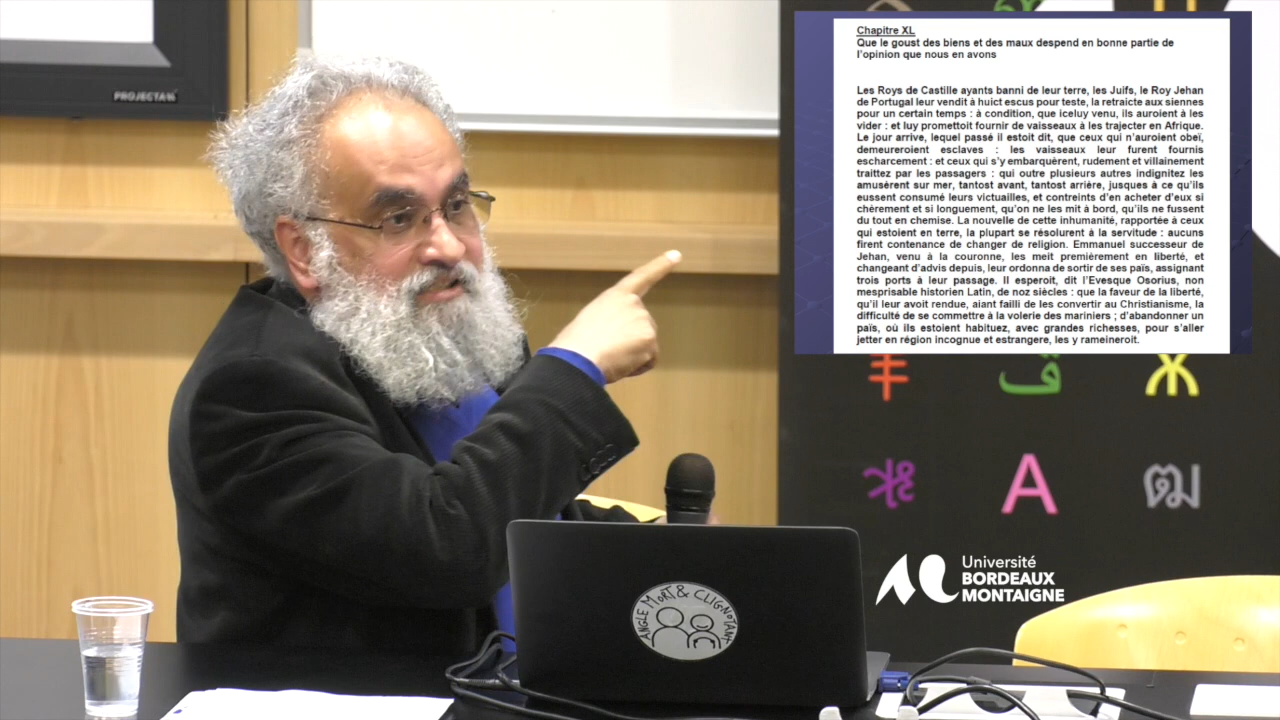 PROJECTA
Chapitre XL
Que le goust des biens et des maux despend en bonne partie de
l'opinion que nous en avons
Les Roys de Castille ayants banni de leur terre, les Juifs, le Roy Jehan
de Portugal leur vendit à huict escus pour teste, la retraicte aux siennes
pour un certain temps : à condition, que iceluy venu, ils auroient à les
vider : et luy promettoit fournir de vaisseaux à les trajecter en Afrique.
Le jour arrive, lequel passé il estoit dit, que ceux qui n'auroient obeï,
demeureroient esclaves : les vaisseaux leur furent fournis
escharcement : et ceux qui s'y embarquèrent, rudement et villainement
traittez par les passagers : qui outre plusieurs autres indignitez les
amusérent sur mer, tantost avant, tantost arrière, jusques à ce qu'ils
eussent consumé leurs victuailles, et contreints d'en acheter d'eux si
chèrement et si longuement, qu'on ne les mit à bord, qu'ils ne fussent
du tout en chemise. La nouvelle de cette inhumanité, rapportée à ceux
qui estoient en terre, la plupart se résolurent à la servitude : aucuns
firent contenance de changer de religion. Emmanuel successeur de
Jehan, venu à la couronne, les meit premièrement en liberté, et
changeant d'advis depuis, leur ordonna de sortir de ses païs, assignant
trois ports à leur passage. Il esperoit, dit l'Evesque Osorius, non
mesprisable historien Latin, de noz siècles : que la faveur de la liberté,
qu'il leur avoit rendue, aiant failli de les convertir au Christianisme, la
difficulté de se commettre à la volerie des mariniers ; d'abandonner un
païs, où ils estoient habituez, avec grandes richesses, pour s'aller
jetter en région incognue et estrangere, les y rameineroit.
ڤ Ѫ
ૠ A ฒ
Université
BORDEAUX
MONTAIGNE
ANGLE MORT & CLIGNOTANT